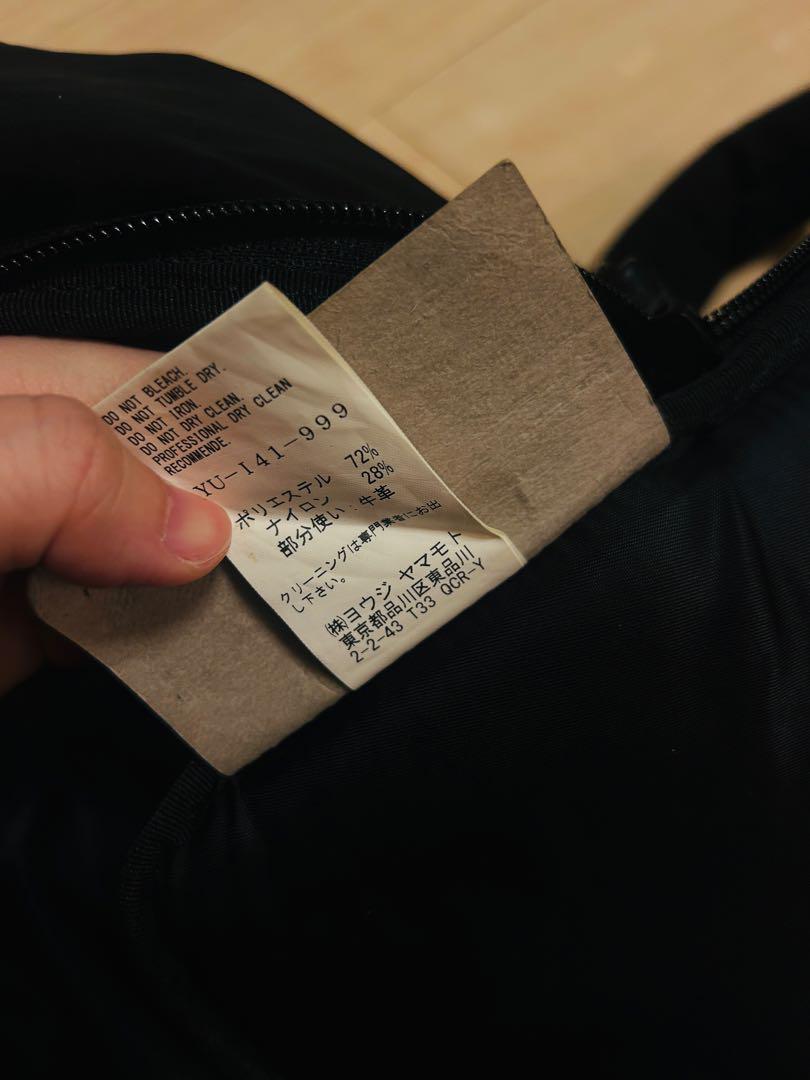 DO NOT BLEACH.
DO NOT TUMBLE DRY.
DO NOT IRON
DO NOT DRY CLEAN.
PROFESSIONAL DRY CLEAN
RECOMMENDE.
YU-I41-999
ポリエステル 72%
ナイロン 28%
部分使い:牛革
クリーニングは専門業者にお出
し下さい。
㈱ヨウジ ヤマモト
東京都品川区東品川
2-2-43 T33 QCR-Y